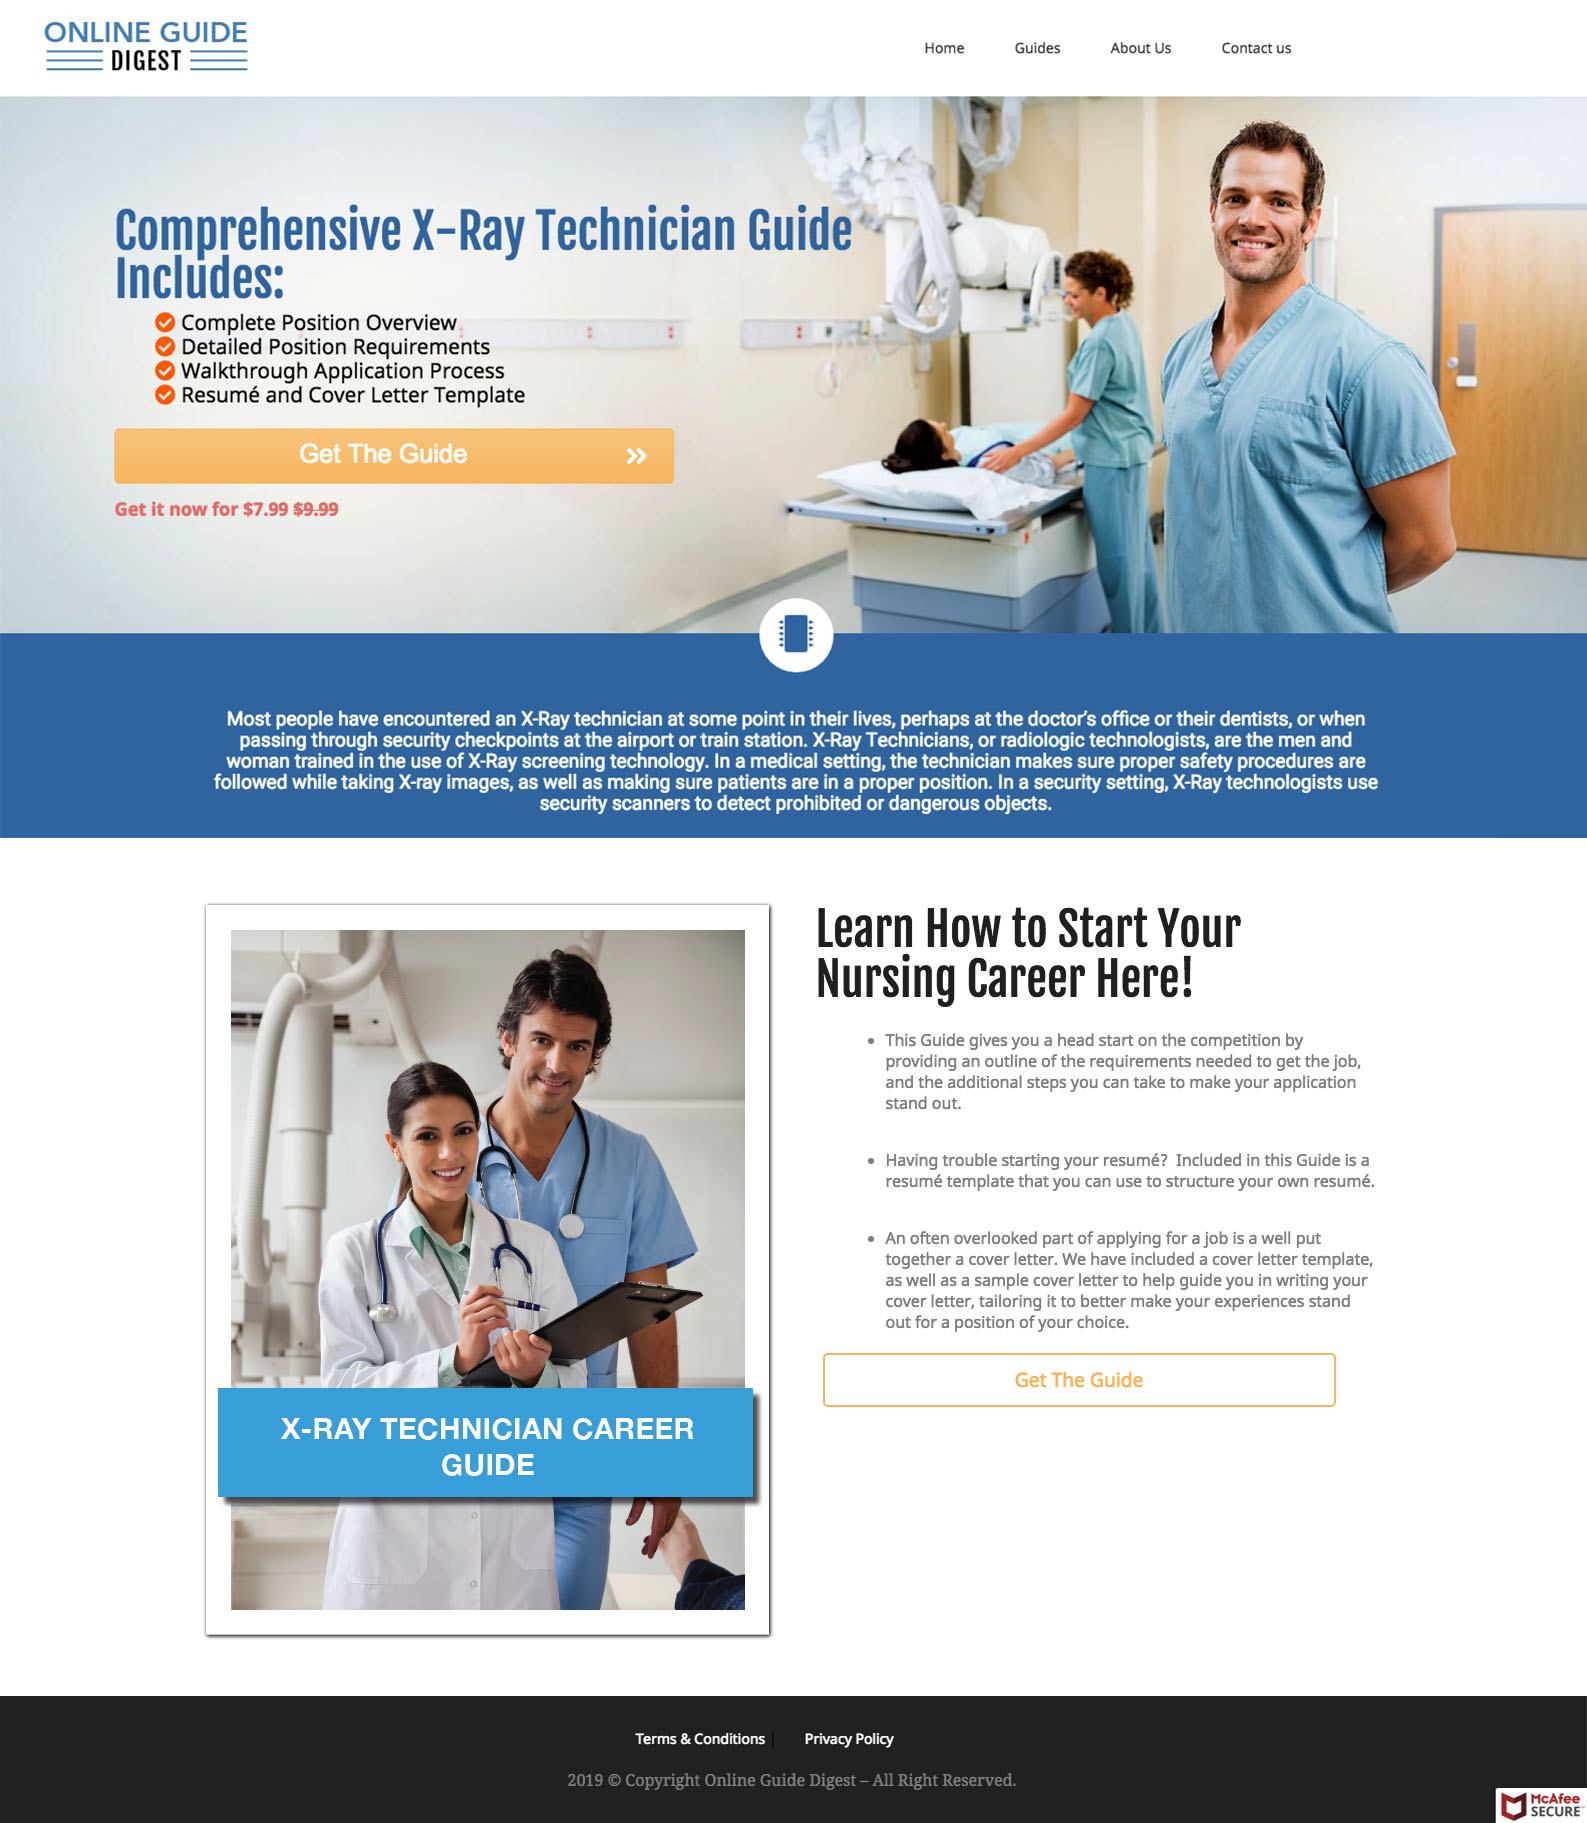 ONLINE GUIDE
DIGEST
Home Guides About Us Contact us
Comprehensive X-Ray Technician Guide
Includes:
Complete Position Overview
Detailed Position Requirements
Walkthrough Application Process
Resumé and Cover Letter Template
Get The Guide
Get it now for $7.99 $9.99
Most people have encountered an X-Ray technician at some point in their lives, perhaps at the doctor's office or their dentists, or when
passing through security checkpoints at the airport or train station. X-Ray Technicians, or radiologic technologists, are the men and
woman trained in the use of X-Ray screening technology. In a medical setting, the technician makes sure proper safety procedures are
followed while taking X-ray images, as well as making sure patients are in a proper position. In a security setting, X-Ray technologists use
security scanners to detect prohibited or dangerous objects.
Learn How to Start Your
Nursing Career Here!
This Guide gives you a head start on the competition by
providing an outline of the requirements needed to get the job,
and the additional steps you can take to make your application
stand out.
Having trouble starting your resumé? Included in this Guide is a
resumé template that you can use to structure your own resumé.
An often overlooked part of applying for a job is a well put
together a cover letter. We have included a cover letter template,
as well as a sample cover letter to help guide you in writing your
cover letter, tailoring it to better make your experiences stand
out for a position of your choice.
Get The Guide
X-RAY TECHNICIAN CAREER
GUIDE
Terms & Conditions | Privacy Policy
2019 © Copyright Online Guide Digest – All Right Reserved.
McAfee
SECURE